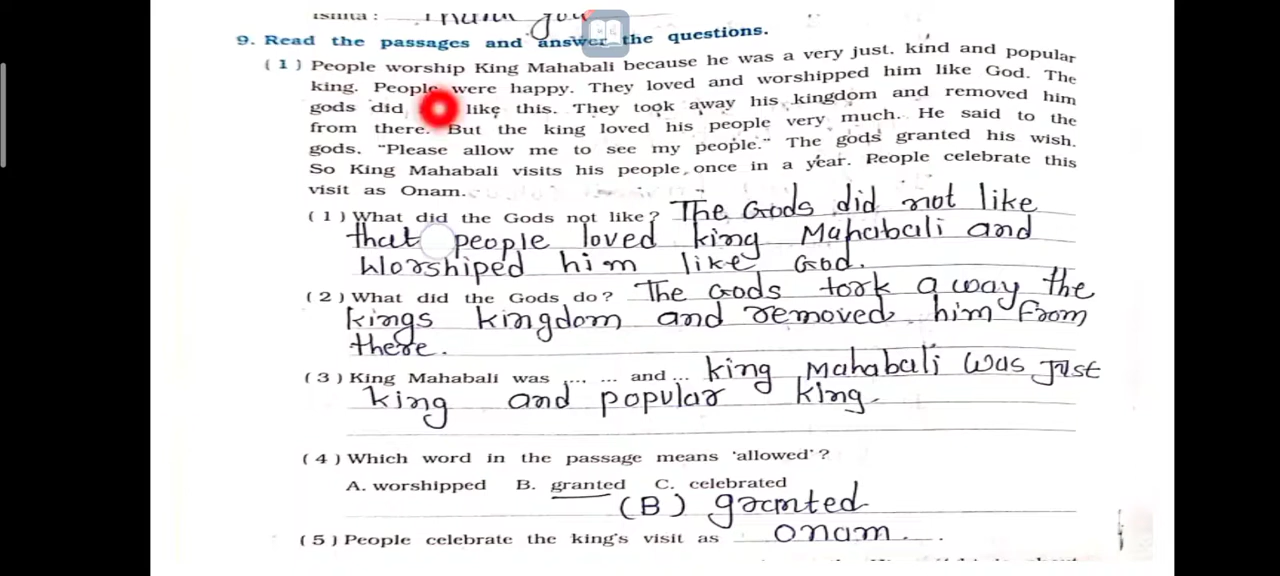 9. Read the passages and answer the questions.
( 1 ) People worship King Mahabali because he was a very just. kind and popular
king. People were happy. They loved and worshipped him like God. The
gods did like this. They took away his kingdom and removed him
from there. But the king loved his people very much. He said to the
gods. "Please allow me to see my people." The gods granted his wish.
So King Mahabali visits his people once in a year. People celebrate this
visit as Onam.
( 1 ) What did the Gods not like? The Gods did not like
that people loved king Mahabali and
Worshiped him like God.
( 2 ) What did the Gods do? The Gods took away the
kings kingdom and removed him from
there.
( 3 ) King Mahabali was ... ... and ... king Mahabali was just
king and popular king.
( 4 ) Which word in the passage means 'allowed'?
A. worshipped B. granted C. celebrated
(B) granted
( 5 ) People celebrate the king's visit as onam.